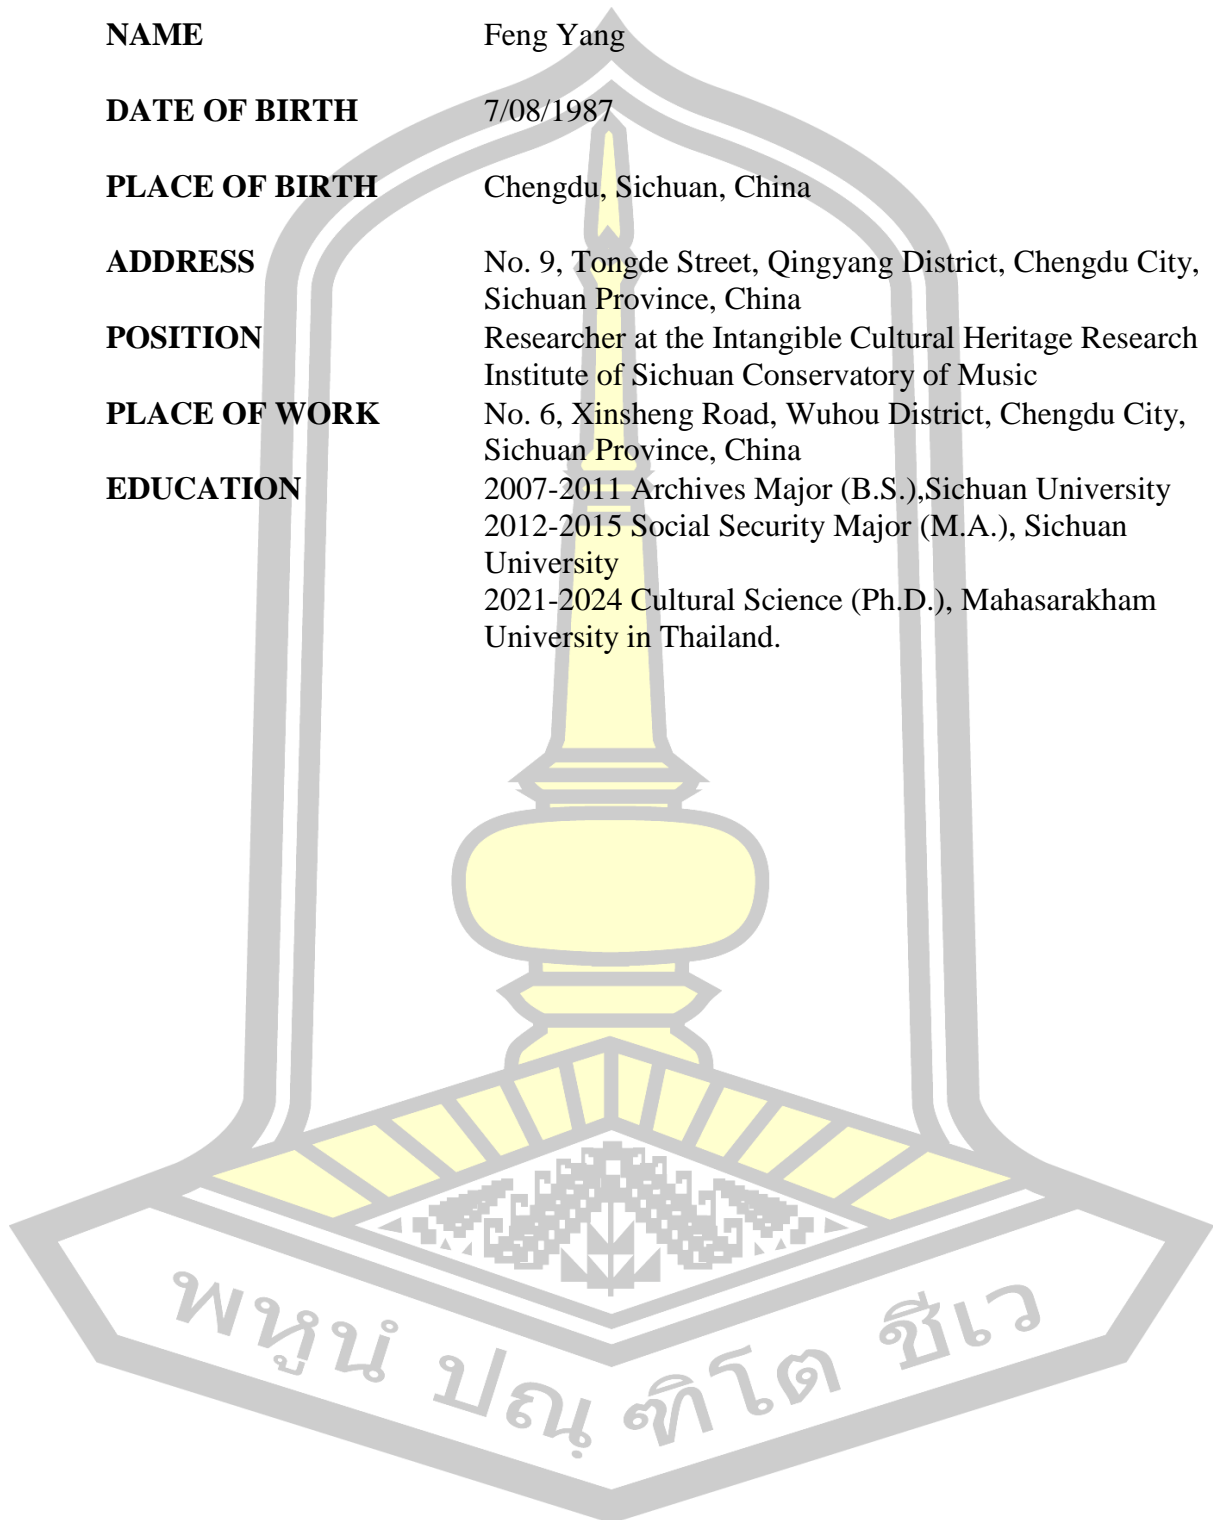 NAME Feng Yang
DATE OF BIRTH 7/08/1987
PLACE OF BIRTH Chengdu, Sichuan, China
ADDRESS No. 9, Tongde Street, Qingyang District, Chengdu City,
Sichuan Province, China
POSITION Researcher at the Intangible Cultural Heritage Research
Institute of Sichuan Conservatory of Music
PLACE OF WORK No. 6, Xinsheng Road, Wuhou District, Chengdu City,
Sichuan Province, China
EDUCATION 2007-2011 Archives Major (B.S.),Sichuan University
2012-2015 Social Security Major (M.A.), Sichuan
University
2021-2024 Cultural Science (Ph.D.), Mahasarakham
University in Thailand.
พหูนํ ปณฺ ฑิโต ชีเว